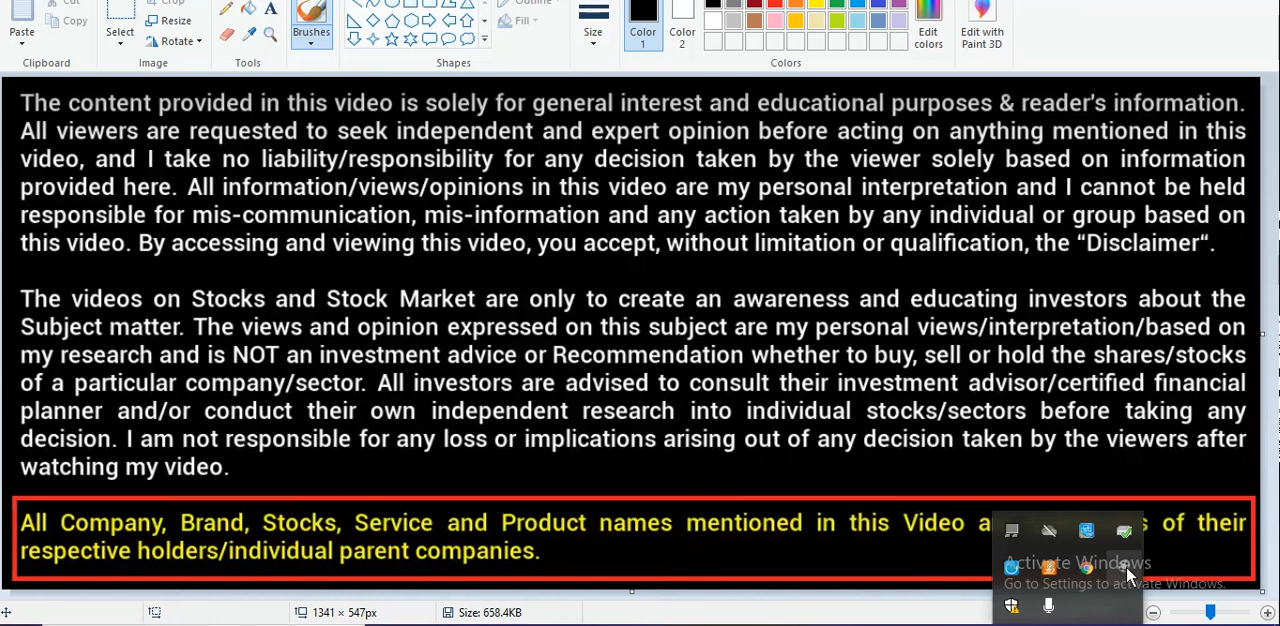 Cut
Crop
Outline
Paste
Copy
Select
Resize
Rotate
Brushes
Fill
Size
Color
1
Color
2
Edit
colors
Edit with
Paint 3D
Clipboard
Image
Tools
Shapes
Colors
The content provided in this video is solely for general interest and educational purposes & reader's information.
All viewers are requested to seek independent and expert opinion before acting on anything mentioned in this
video, and I take no liability/responsibility for any decision taken by the viewer solely based on information
provided here. All information/views/opinions in this video are my personal interpretation and I cannot be held
responsible for mis-communication, mis-information and any action taken by any individual or group based on
this video. By accessing and viewing this video, you accept, without limitation or qualification, the “Disclaimer“.
The videos on Stocks and Stock Market are only to create an awareness and educating investors about the
Subject matter. The views and opinion expressed on this subject are my personal views/interpretation/based on
my research and is NOT an investment advice or Recommendation whether to buy, sell or hold the shares/stocks
of a particular company/sector. All investors are advised to consult their investment advisor/certified financial
planner and/or conduct their own independent research into individual stocks/sectors before taking any
decision. I am not responsible for any loss or implications arising out of any decision taken by the viewers after
watching my video.
All Company, Brand, Stocks, Service and Product names mentioned in this Video of their
respective holders/individual parent companies.
Activate Windows
Go to Settings to activate Windows.
1341 × 547px
Size: 658.4KB